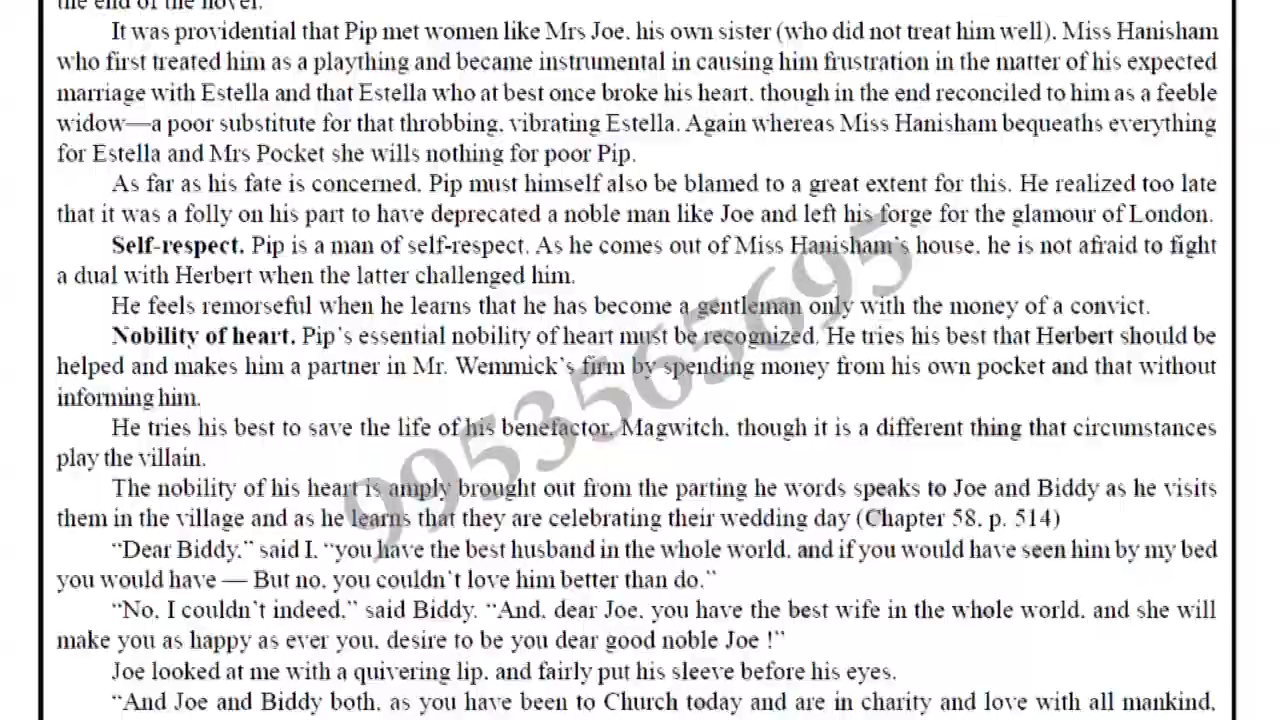 the end of the novel.
It was providential that Pip met women like Mrs Joe, his own sister (who did not treat him well), Miss Hanisham
who first treated him as a plaything and became instrumental in causing him frustration in the matter of his expected
marriage with Estella and that Estella who at best once broke his heart, though in the end reconciled to him as a feeble
widow—a poor substitute for that throbbing, vibrating Estella. Again whereas Miss Hanisham bequeaths everything
for Estella and Mrs Pocket she wills nothing for poor Pip.
As far as his fate is concerned, Pip must himself also be blamed to a great extent for this. He realized too late
that it was a folly on his part to have deprecated a noble man like Joe and left his forge for the glamour of London.
Self-respect. Pip is a man of self-respect. As he comes out of Miss Hanisham's house, he is not afraid to fight
a dual with Herbert when the latter challenged him.
He feels remorseful when he learns that he has become a gentleman only with the money of a convict.
Nobility of heart. Pip's essential nobility of heart must be recognized. He tries his best that Herbert should be
helped and makes him a partner in Mr. Wemmick's firm by spending money from his own pocket and that without
informing him.
He tries his best to save the life of his benefactor, Magwitch, though it is a different thing that circumstances
play the villain.
The nobility of his heart is amply brought out from the parting he words speaks to Joe and Biddy as he visits
them in the village and as he learns that they are celebrating their wedding day (Chapter 58, p. 514)
“Dear Biddy,” said I, “you have the best husband in the whole world, and if you would have seen him by my bed
you would have — But no, you couldn't love him better than do.”
“No, I couldn't indeed,” said Biddy. “And, dear Joe, you have the best wife in the whole world, and she will
make you as happy as ever you, desire to be you dear good noble Joe !”
Joe looked at me with a quivering lip, and fairly put his sleeve before his eyes.
“And Joe and Biddy both, as you have been to Church today and are in charity and love with all mankind,
9953565695